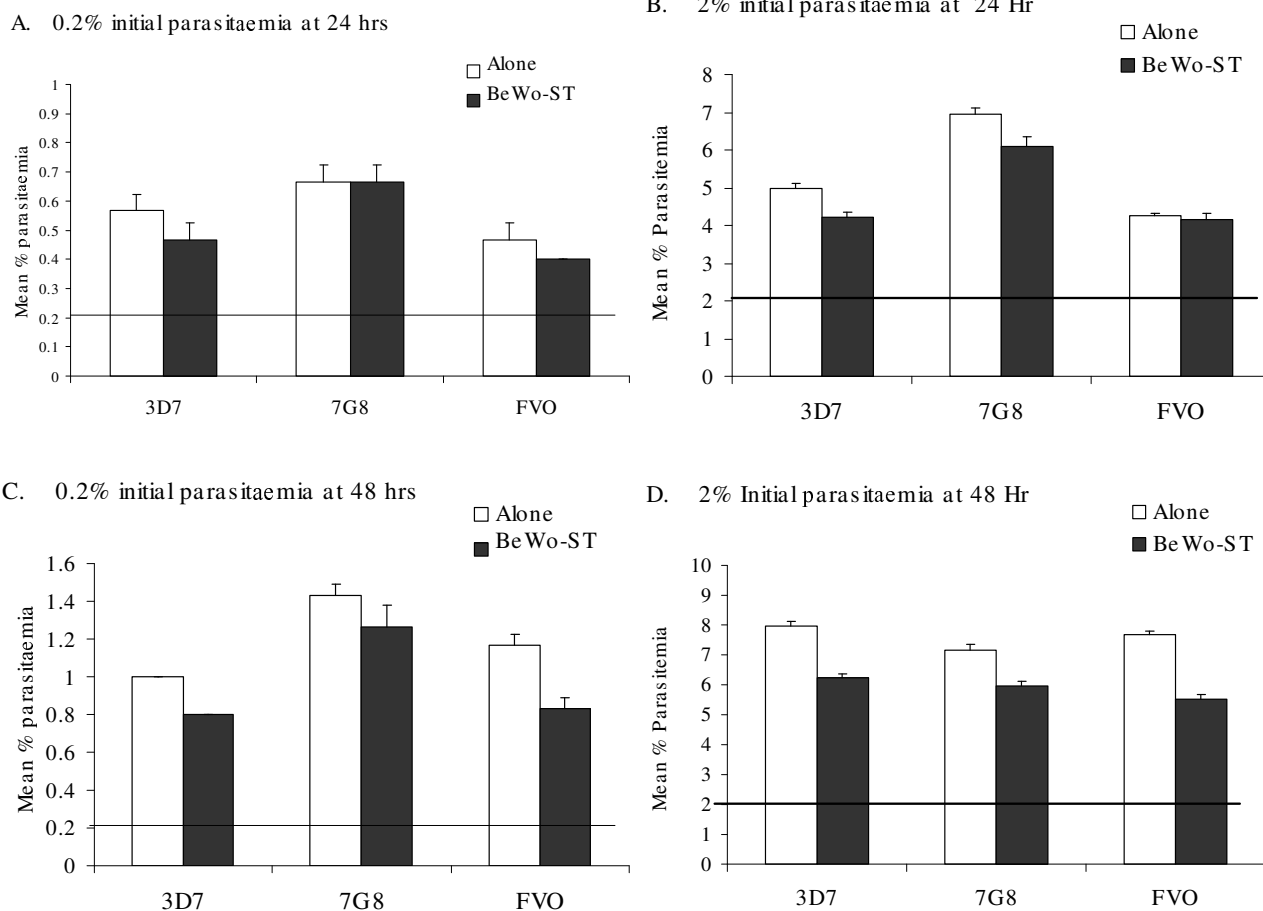 A. 0.2% initial parasitaemia at 24 hrs
Alone
BeWo-ST
Mean % parasitaemia
1
0.9
0.8
0.7
0.6
0.5
0.4
0.3
0.2
0.1
0
3D7 7G8 FVO
B. 2% initial parasitaemia at 24 Hr
Alone
BeWo-ST
Mean % Parasitemia
8
7
6
5
4
3
2
1
0
3D7 7G8 FVO
C. 0.2% initial parasitaemia at 48 hrs
Alone
BeWo-ST
Mean % parasitaemia
1.6
1.4
1.2
1
0.8
0.6
0.4
0.2
0
3D7 7G8 FVO
D. 2% Initial parasitaemia at 48 Hr
Alone
BeWo-ST
Mean % Parasitemia
10
9
8
7
6
5
4
3
2
1
0
3D7 7G8 FVO